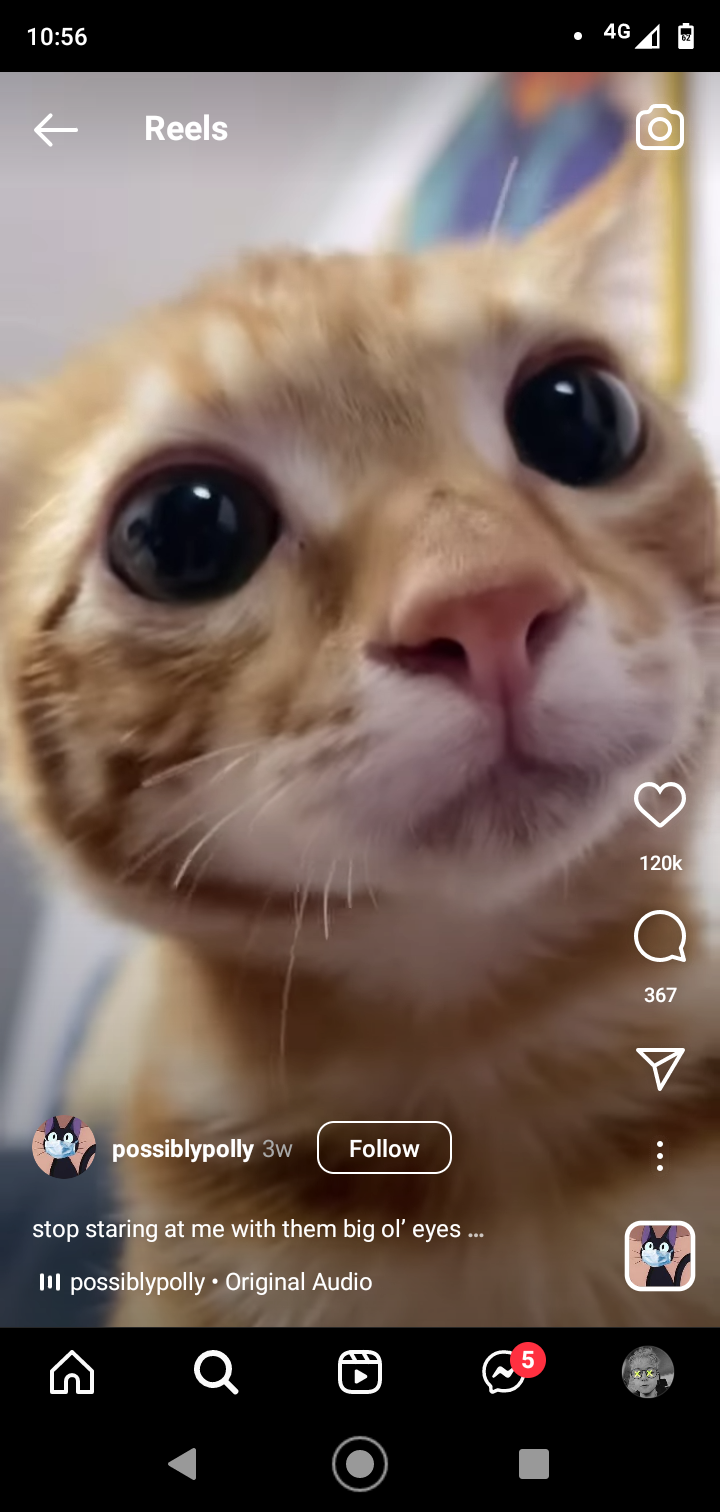 10:56
4G
62
Reels
120k
367
possiblypolly 3w
Follow
stop staring at me with them big ol’ eyes ...
possiblypolly • Original Audio
5